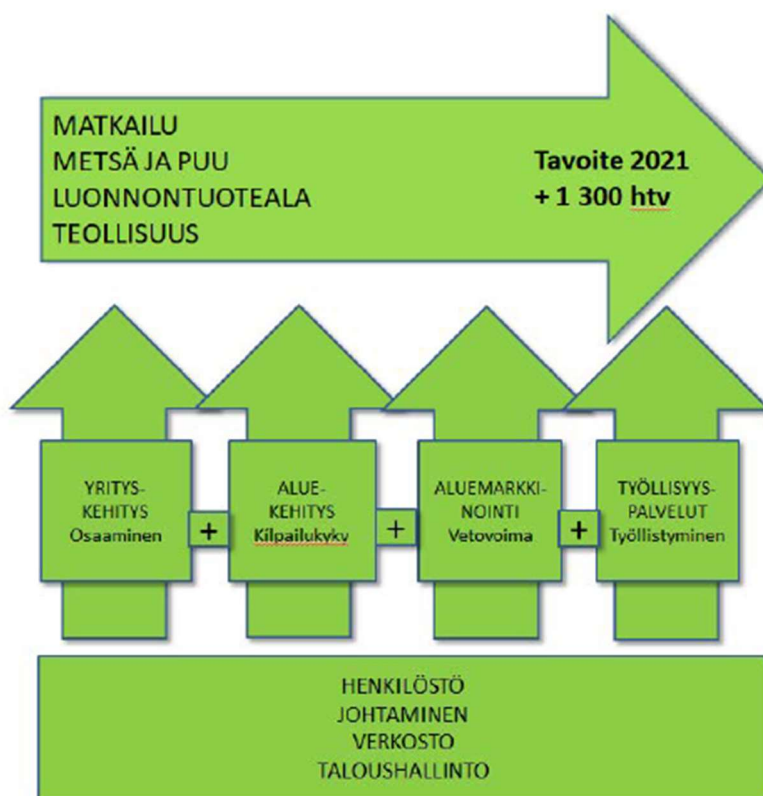 MATKAILU
METSÄ JA PUU
LUONNONTUOTEALA
TEOLLISUUS
Tavoite 2021
+ 1 300 htv
YRITYS-
KEHITYS
Osaaminen
+
ALUE-
KEHITYS
Kilpailukyky
+
ALUEMARKKI-
NOINTI
Vetovoima
+
TYÖLLISYYS-
PALVELUT
Työllistyminen
HENKILÖSTÖ
JOHTAMINEN
VERKOSTO
TALOUSHALLINTO